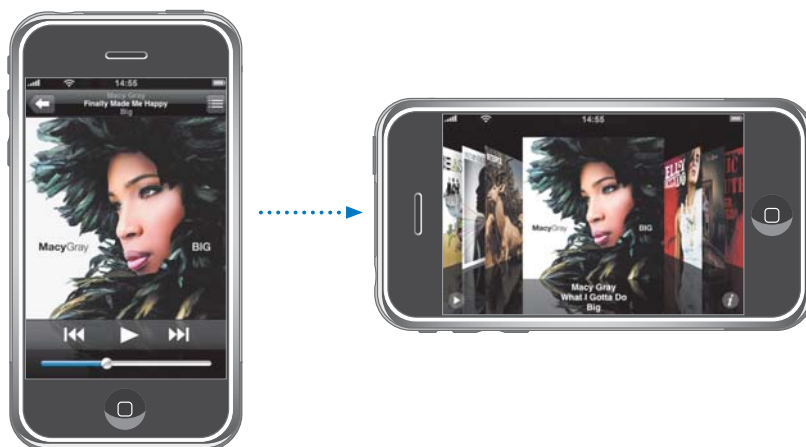 14:55
Macy Gray
Finally Made Me Happy
Big
MacyGray BIG
14:55
MacyGray BIG
Macy Gray
What I Gotta Do
Big
i